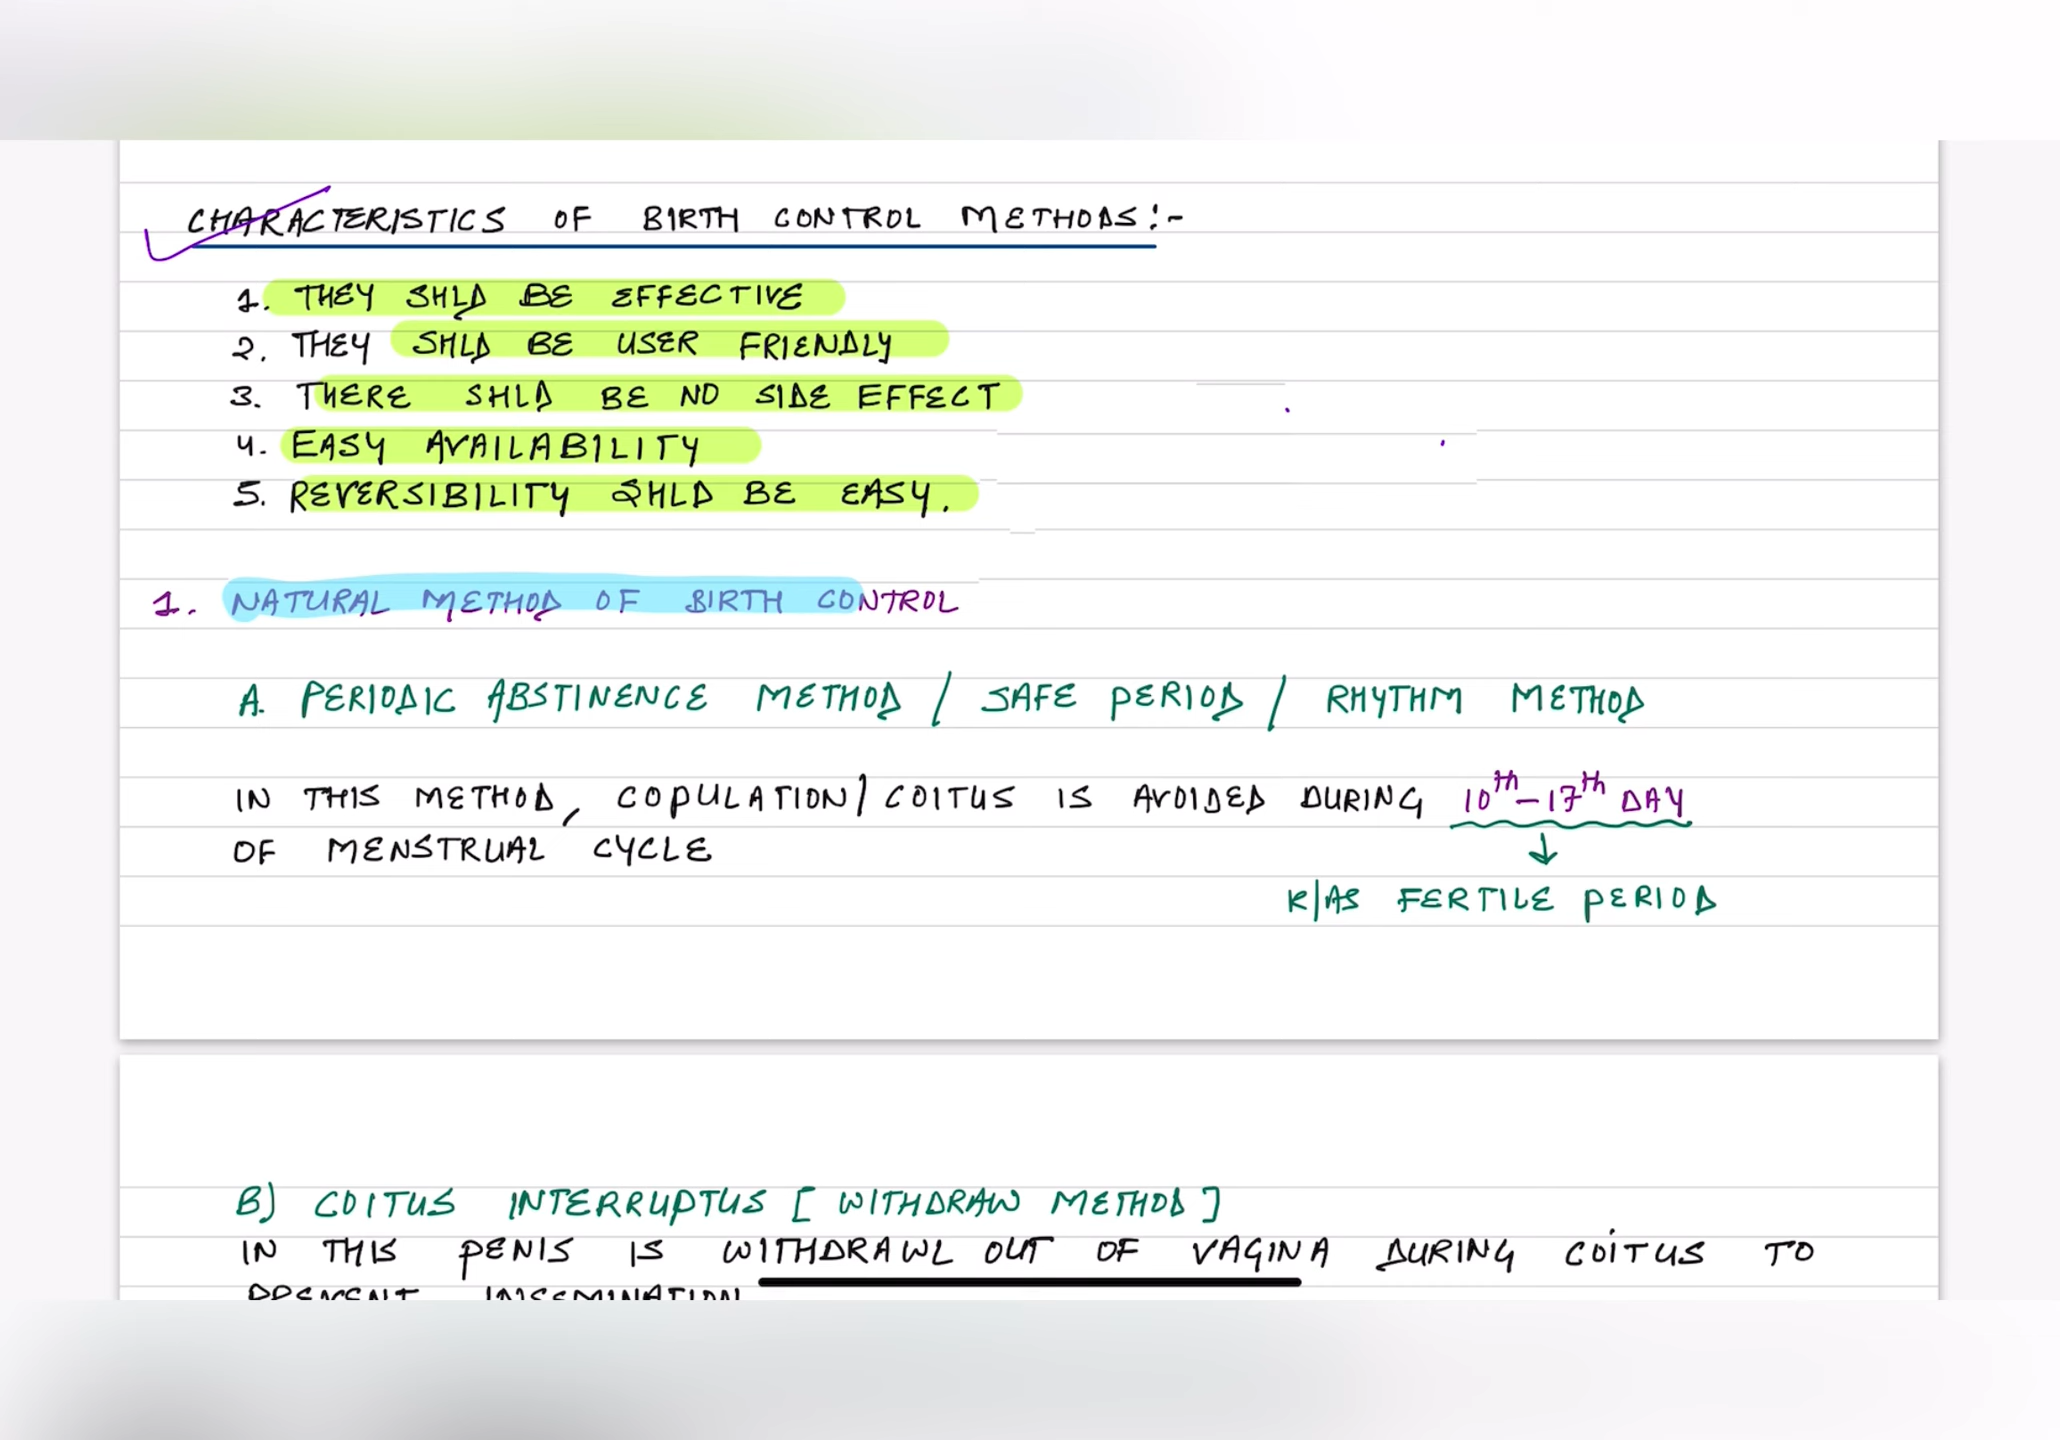 CHARACTERISTICS OF BIRTH CONTROL METHODS:-
1. THEY SHLD BE EFFECTIVE
2. THEY SHLD BE USER FRIENDLY
3. THERE SHLD BE NO SIDE EFFECT
4. EASY AVAILABILITY
5. REVERSIBILITY SHLD BE EASY.
1. NATURAL METHOD OF BIRTH CONTROL
A. PERIODIC ABSTINENCE METHOD / SAFE PERIOD / RHYTHM METHOD
IN THIS METHOD, COPULATION/COITUS IS AVOIDED DURING 10th-17th DAY
OF MENSTRUAL CYCLE
↓
K/AS FERTILE PERIOD
B) COITUS INTERRUPTUS [WITHDRAW METHOD]
IN THIS PENIS IS WITHDRAWL OUT OF VAGINA DURING COITUS TO
PREVENT INSEMINATION